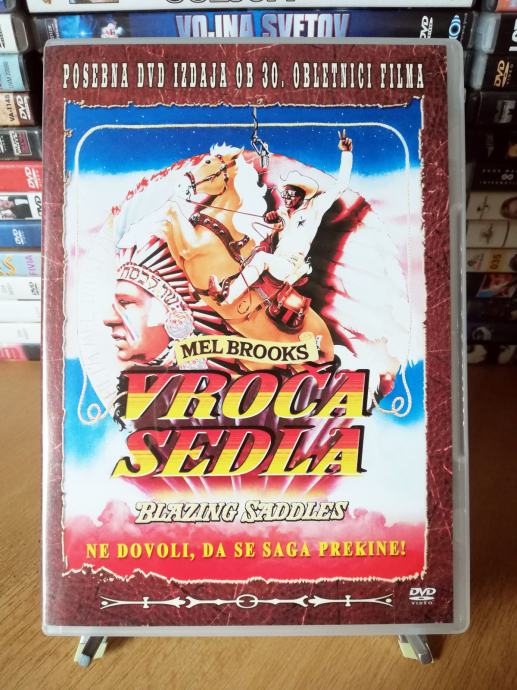 VOJNA SVETOV
POSEBNA DVD IZDAJA OB 30. OBLETNICI FILMA
MEL BROOKS
VROČA
SEDLA
BLAZING SADDLES
NE DOVOLI, DA SE SAGA PREKINE!
DVD
VIDEO